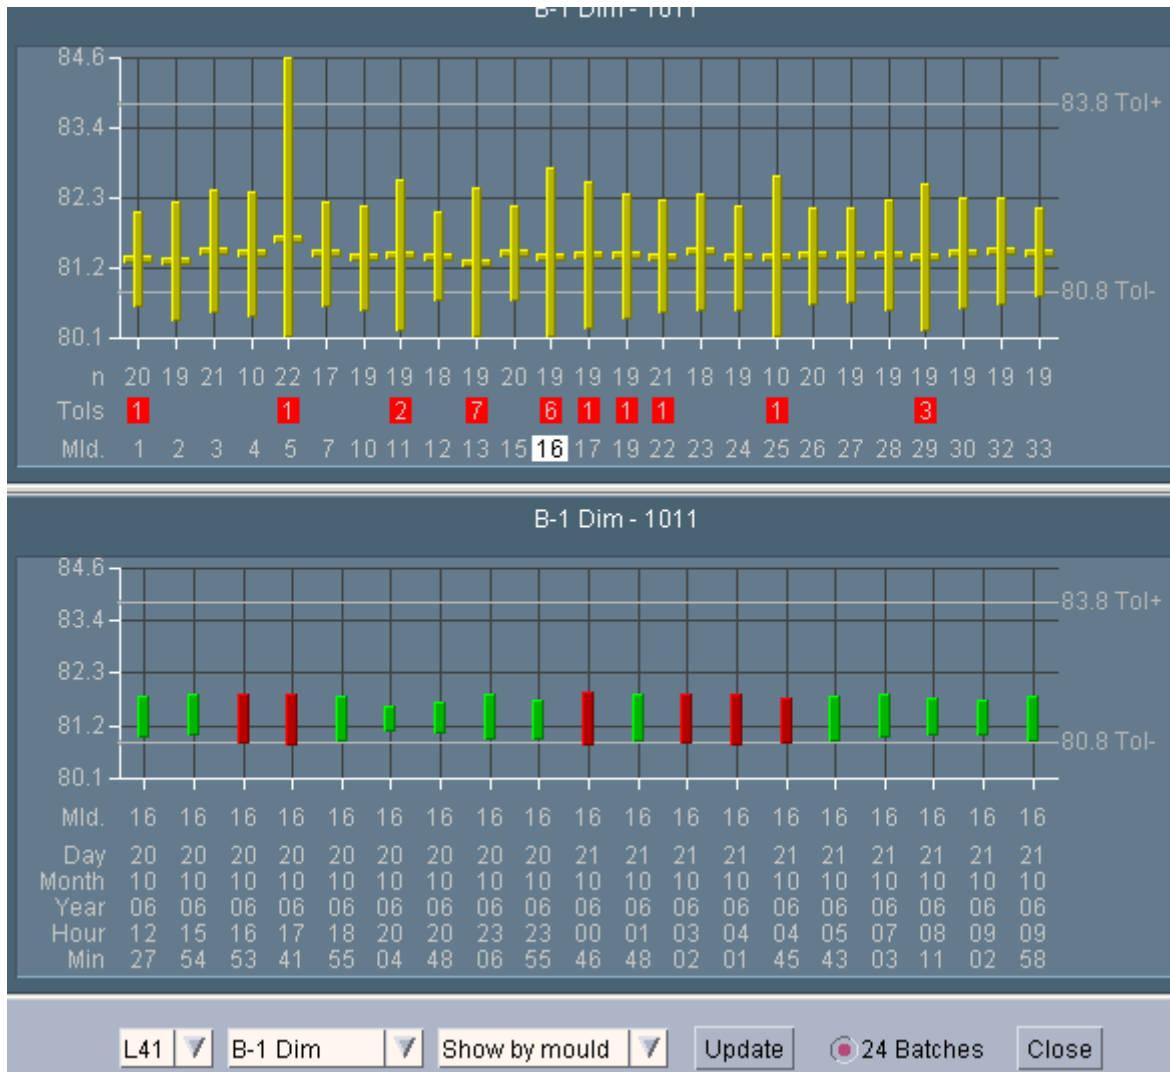 B-1 Dim - 1011
84.6
83.8 Tol+
83.4
82.3
81.2
80.8 Tol-
80.1
n 20 19 21 10 22 17 19 19 18 19 20 19 19 19 21 18 19 10 20 19 19 19 19 19 19
Tols 1 1 2 7 6 1 1 1 1 3
Mld. 1 2 3 4 5 7 10 11 12 13 15 16 17 19 22 23 24 25 26 27 28 29 30 32 33
B-1 Dim - 1011
84.6
83.8 Tol+
83.4
82.3
81.2
80.8 Tol-
80.1
Mld. 16 16 16 16 16 16 16 16 16 16 16 16 16 16 16 16 16 16 16
Day 20 20 20 20 20 20 20 20 20 21 21 21 21 21 21 21 21 21 21
Month 10 10 10 10 10 10 10 10 10 10 10 10 10 10 10 10 10 10 10
Year 06 06 06 06 06 06 06 06 06 06 06 06 06 06 06 06 06 06 06
Hour 12 15 16 17 18 20 20 23 23 00 01 03 04 04 05 07 08 09 09
Min 27 54 53 41 55 04 48 06 55 46 48 02 01 45 43 03 11 02 58
L41 B-1 Dim Show by mould Update 24 Batches Close